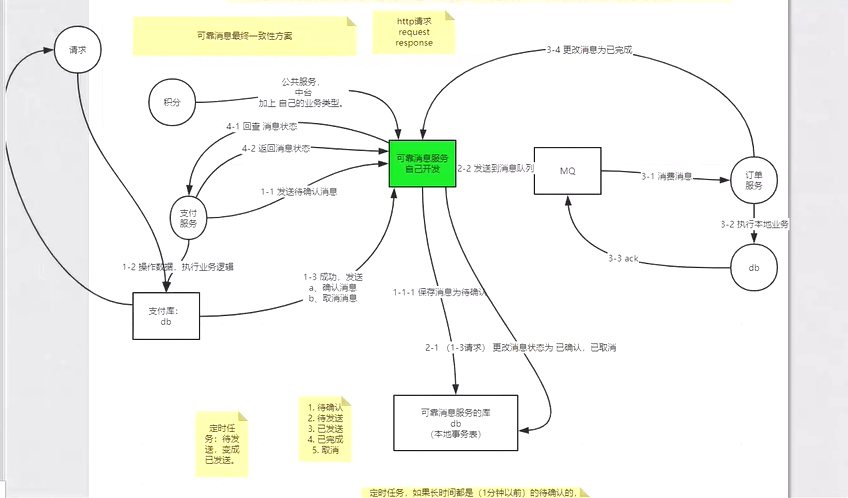 可靠消息最终一致性方案
http请求
request
response
请求
3-4 更改消息为已完成
积分
公共服务，
中台
加上 自己的业务类型。
4-1 回查 消息状态
4-2 返回消息状态
可靠消息服务
自己开发
2-2 发送到消息队列
MQ
3-1 消费消息
订单
服务
1-1 发送待确认消息
支付
服务
3-2 执行本地业务
1-2 操作数据，执行业务逻辑
3-3 ack
db
1-3 成功，发送
a、确认消息
b、取消消息
支付库：
db
1-1-1 保存消息为待确认
2-1 （1-3请求） 更改消息状态为 已确认，已取消
可靠消息服务的库
db
（本地事务表）
定时任
务：待发
送，变成
已发送。
1. 待确认
2. 待发送
3. 已发送
4. 已完成
5. 取消
定时任务，如果长时间都是（1分钟以前）的待确认的，